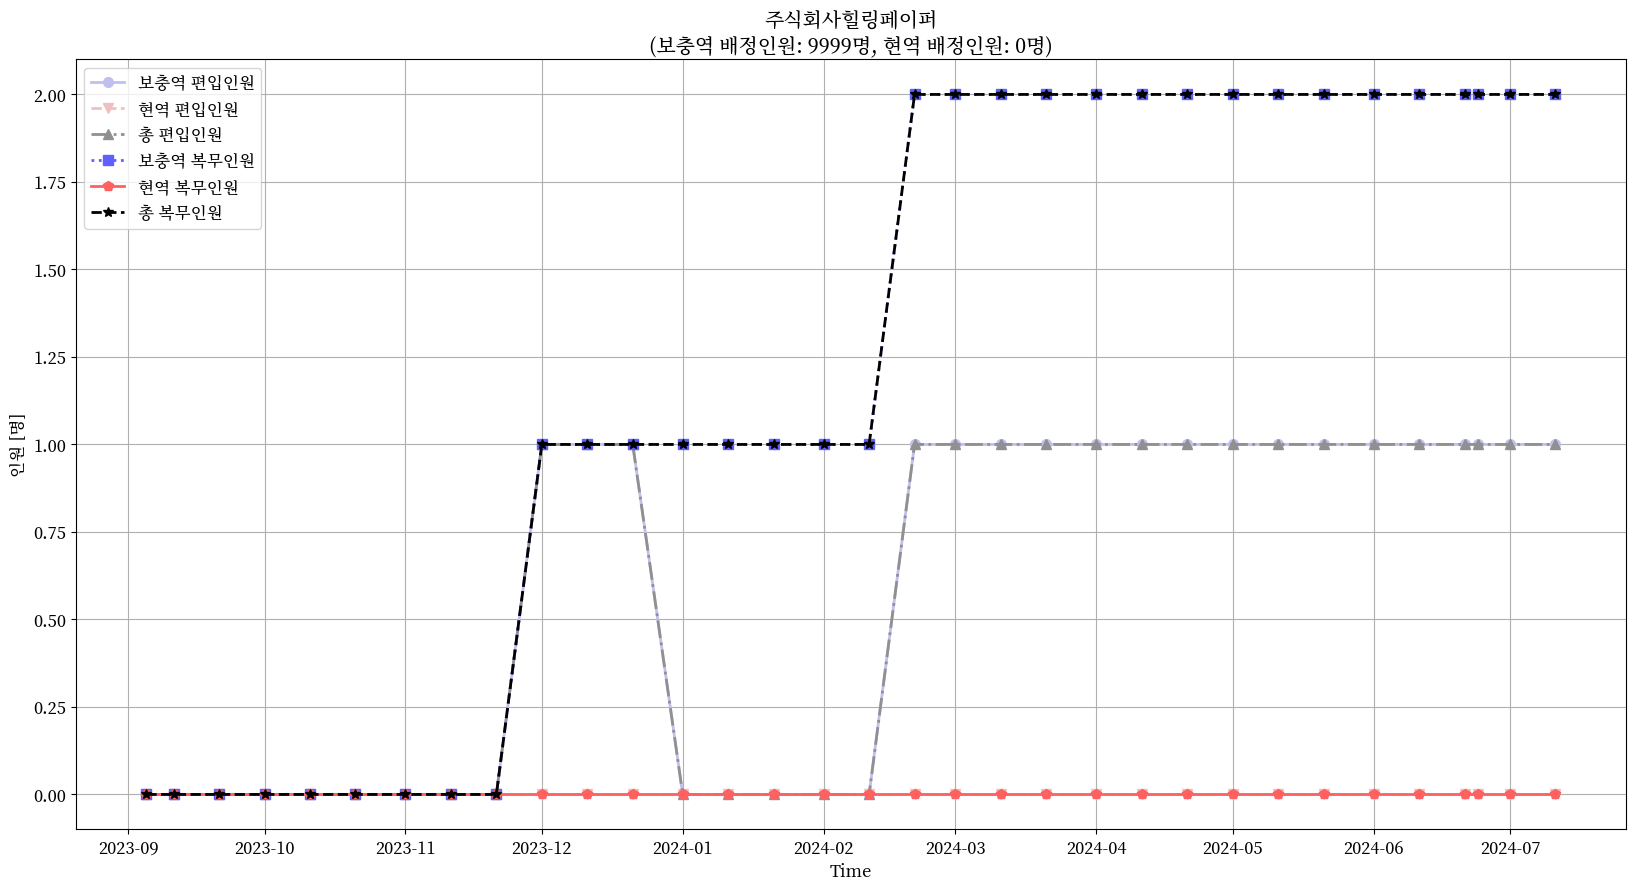 주식회사힐링페이퍼
(보충역 배정인원: 9999명, 현역 배정인원: 0명)
보충역 편입인원
현역 편입인원
총 편입인원
보충역 복무인원
현역 복무인원
총 복무인원
2.00
1.75
1.50
1.25
1.00
0.75
0.50
0.25
0.00
인원 [명]
2023-09
2023-10
2023-11
2023-12
2024-01
2024-02
2024-03
2024-04
2024-05
2024-06
2024-07
Time